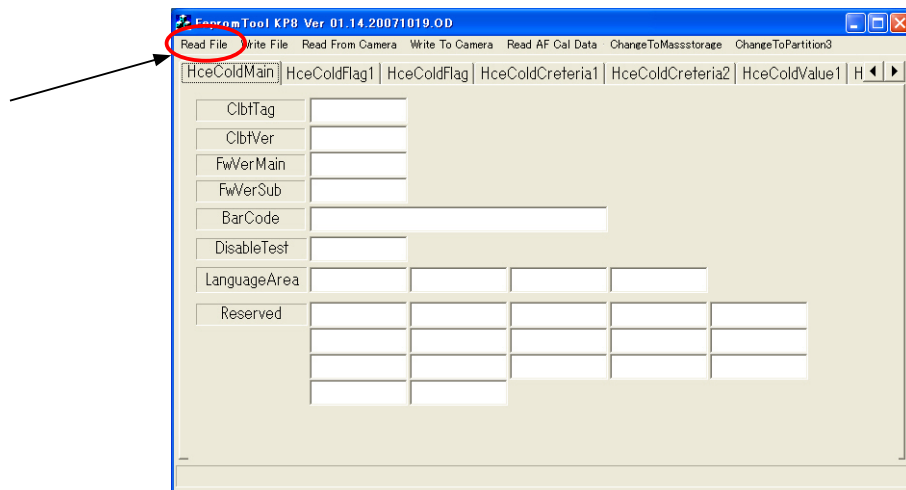 EepromTool KP8 Ver 01.14.20071019.OD
Read File Write File Read From Camera Write To Camera Read AF Cal Data ChangeToMassstorage ChangeToPartition3
HceColdMain HceColdFlag1 HceColdFlag HceColdCreteria1 HceColdCreteria2 HceColdValue1 H
ClbtTag
ClbtVer
FwVerMain
FwVerSub
BarCode
DisableTest
LanguageArea
Reserved